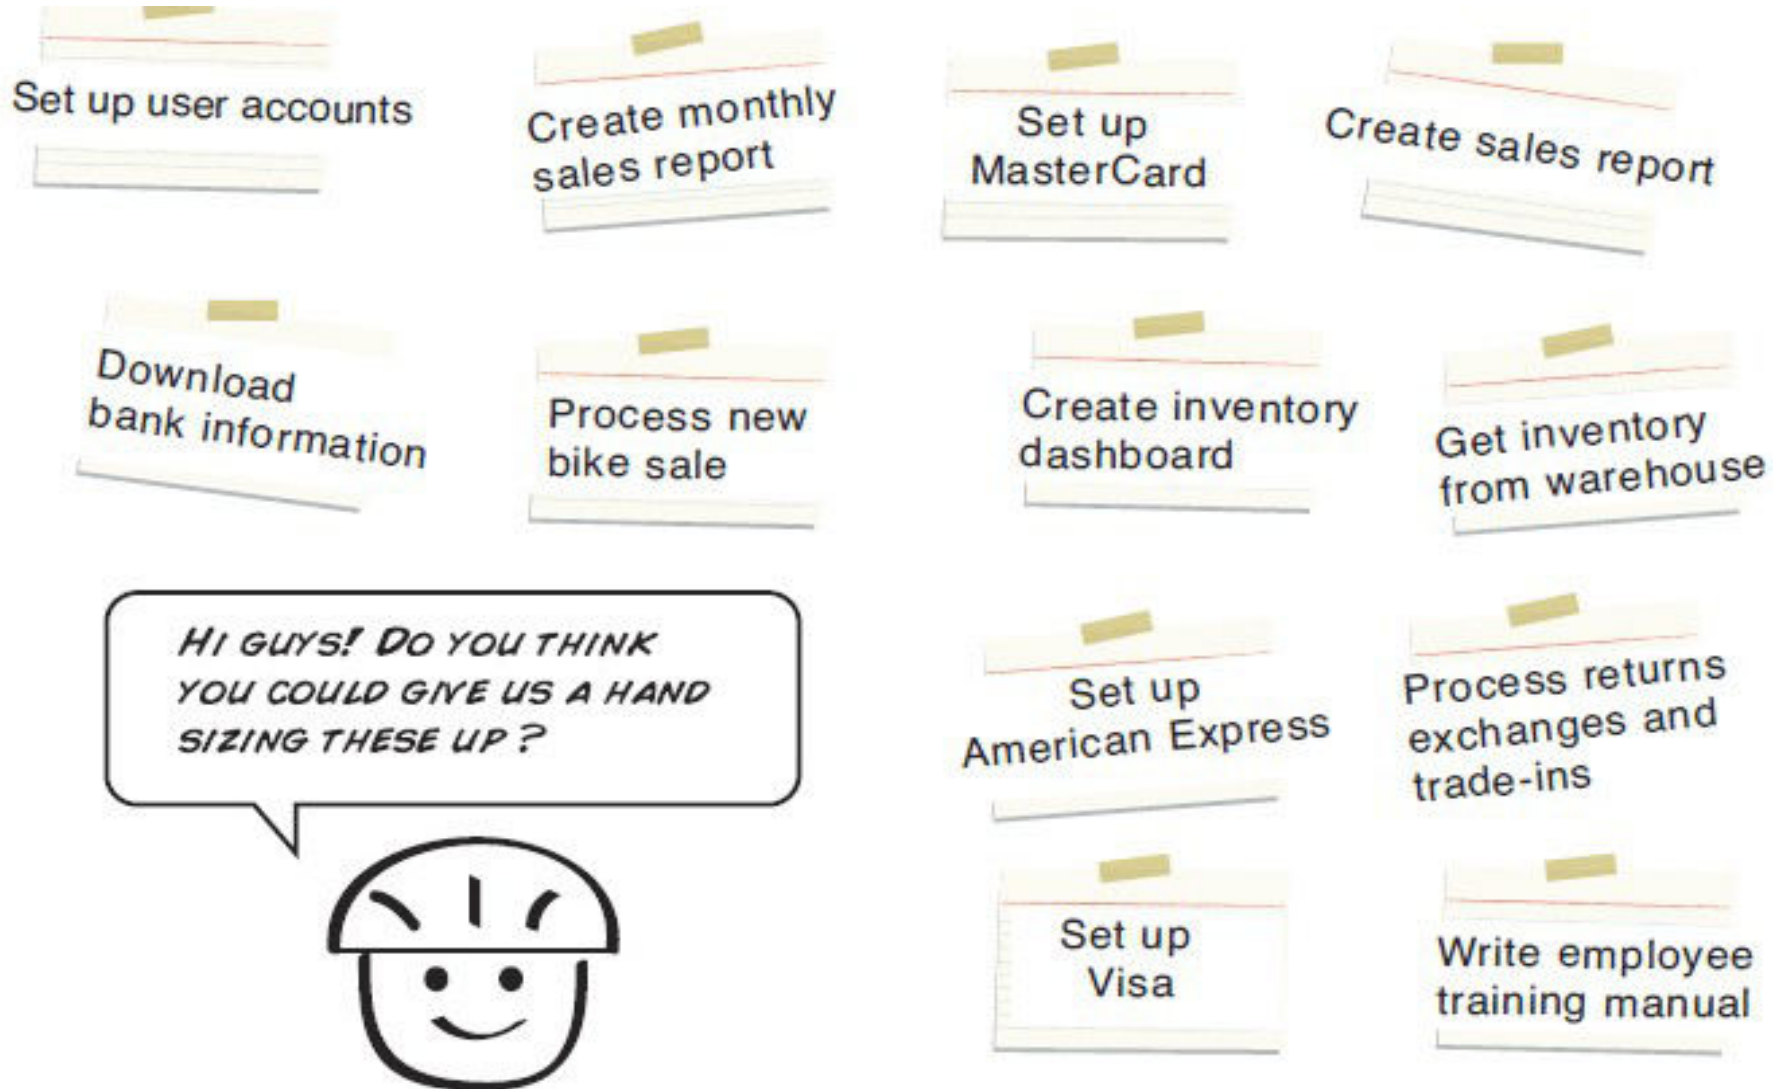 Set up user accounts
Create monthly
sales report
Set up
MasterCard
Create sales report
Download
bank information
Process new
bike sale
Create inventory
dashboard
Get inventory
from warehouse
HI GUYS! DO YOU THINK
YOU COULD GIVE US A HAND
SIZING THESE UP?
Set up
American Express
Process returns
exchanges and
trade-ins
Set up
Visa
Write employee
training manual